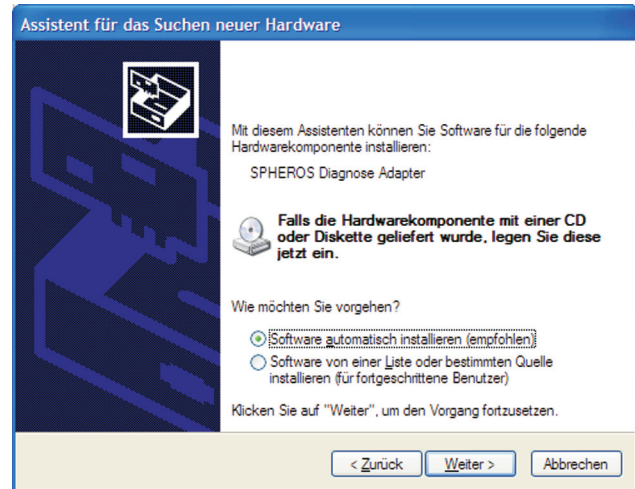 Assistent für das Suchen neuer Hardware
Mit diesem Assistenten können Sie Software für die folgende
Hardwarekomponente installieren:
SPHEROS Diagnose Adapter
Falls die Hardwarekomponente mit einer CD
oder Diskette geliefert wurde, legen Sie diese
jetzt ein.
Wie möchten Sie vorgehen?
Software automatisch installieren (empfohlen)
Software von einer Liste oder bestimmten Quelle
installieren (für fortgeschrittene Benutzer)
Klicken Sie auf "Weiter", um den Vorgang fortzusetzen.
< Zurück Weiter > Abbrechen